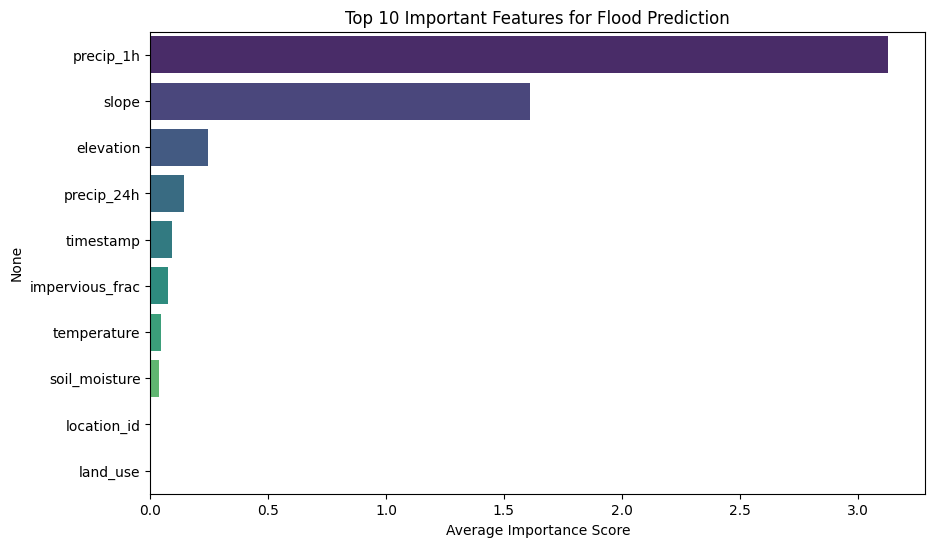 Top 10 Important Features for Flood Prediction
precip_1h
slope
elevation
precip_24h
timestamp
impervious_frac
temperature
soil_moisture
location_id
land_use
None
0.0 0.5 1.0 1.5 2.0 2.5 3.0
Average Importance Score